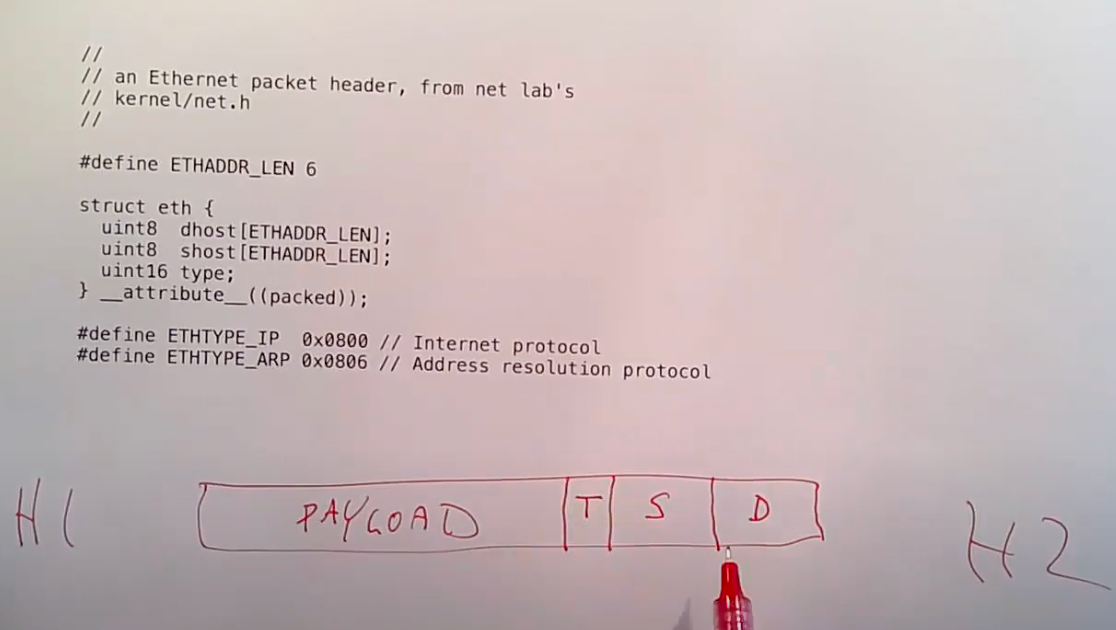 //
// an Ethernet packet header, from net lab's
// kernel/net.h
//
#define ETHADDR_LEN 6
struct eth {
  uint8  dhost[ETHADDR_LEN];
  uint8  shost[ETHADDR_LEN];
  uint16 type;
} __attribute__((packed));
#define ETHTYPE_IP  0x0800 // Internet protocol
#define ETHTYPE_ARP 0x0806 // Address resolution protocol
H1 PAYLOAD T S D H2